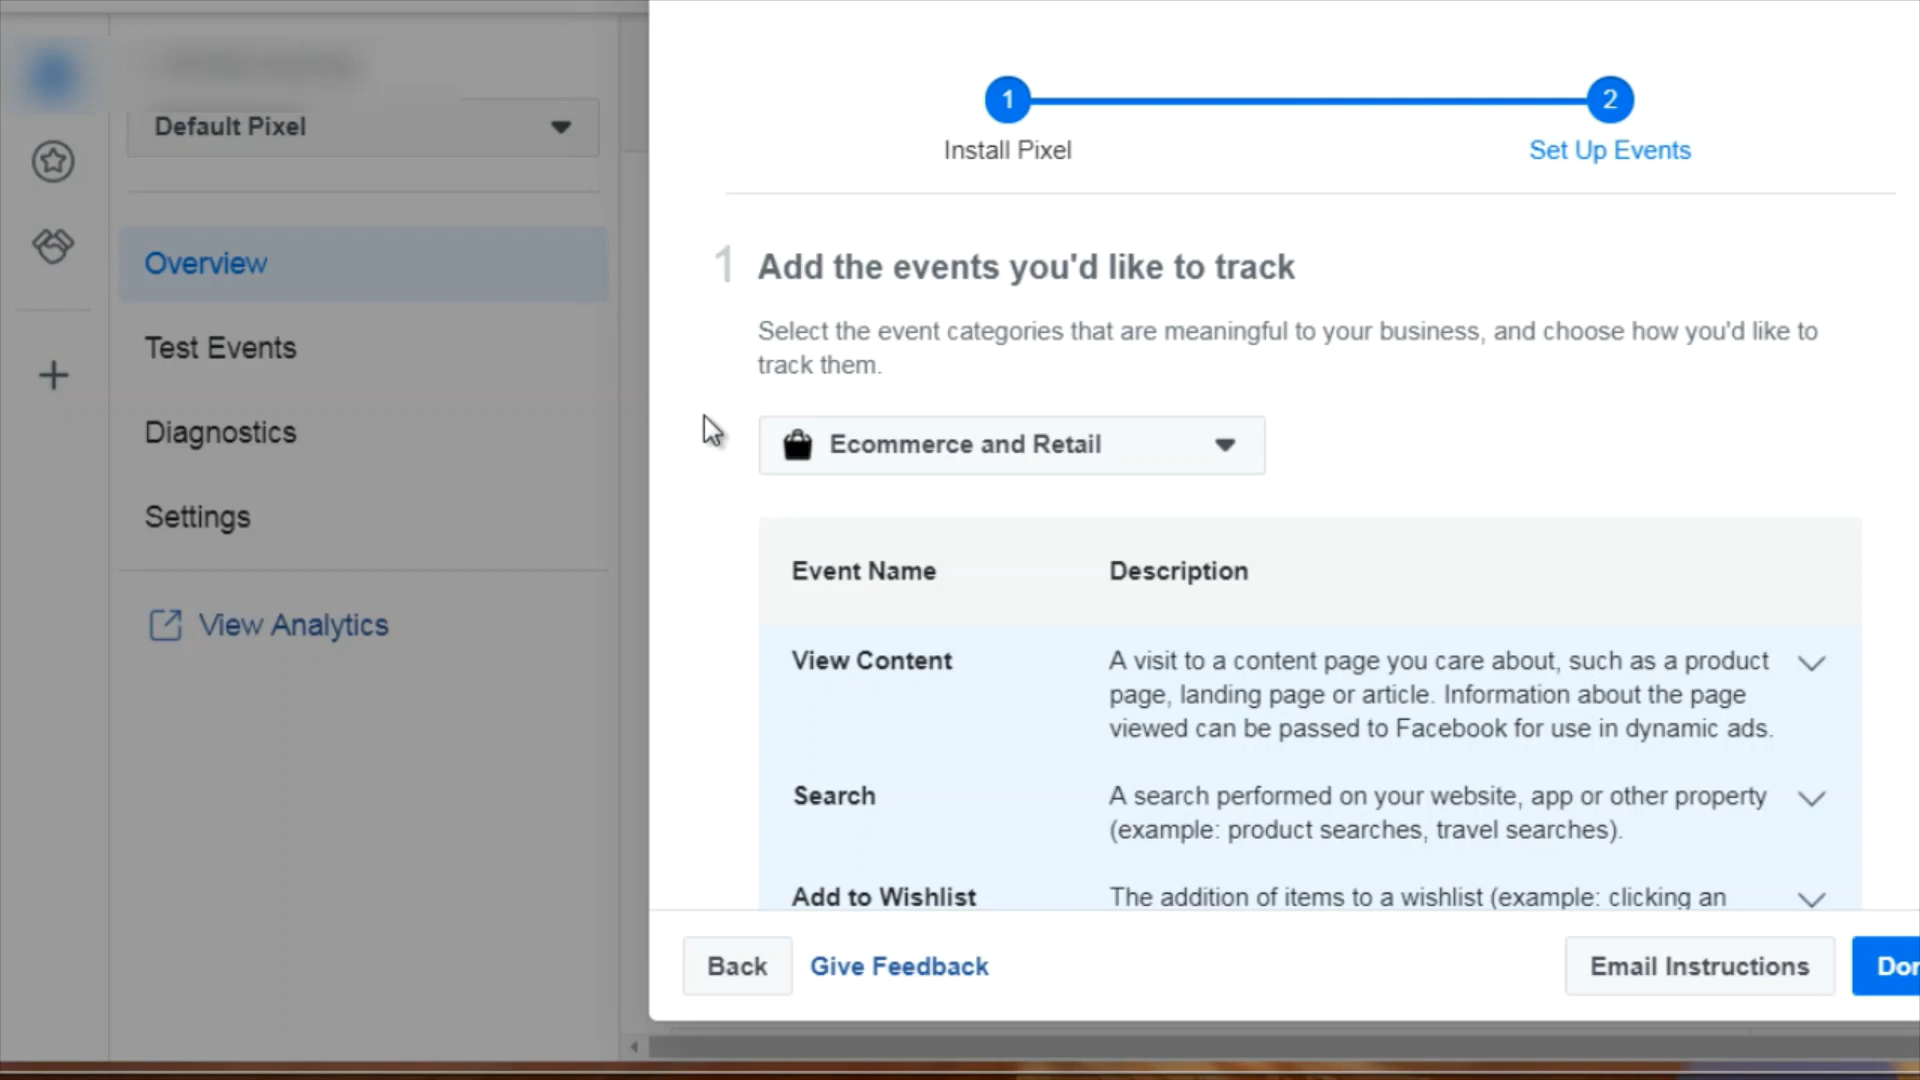 Default Pixel
Overview
Test Events
Diagnostics
Settings
View Analytics
1
2
Install Pixel
Set Up Events
1 Add the events you'd like to track
Select the event categories that are meaningful to your business, and choose how you'd like to
track them.
Ecommerce and Retail
Event Name Description
View Content A visit to a content page you care about, such as a product
page, landing page or article. Information about the page
viewed can be passed to Facebook for use in dynamic ads.
Search A search performed on your website, app or other property
(example: product searches, travel searches).
Add to Wishlist The addition of items to a wishlist (example: clicking an
Back Give Feedback Email Instructions